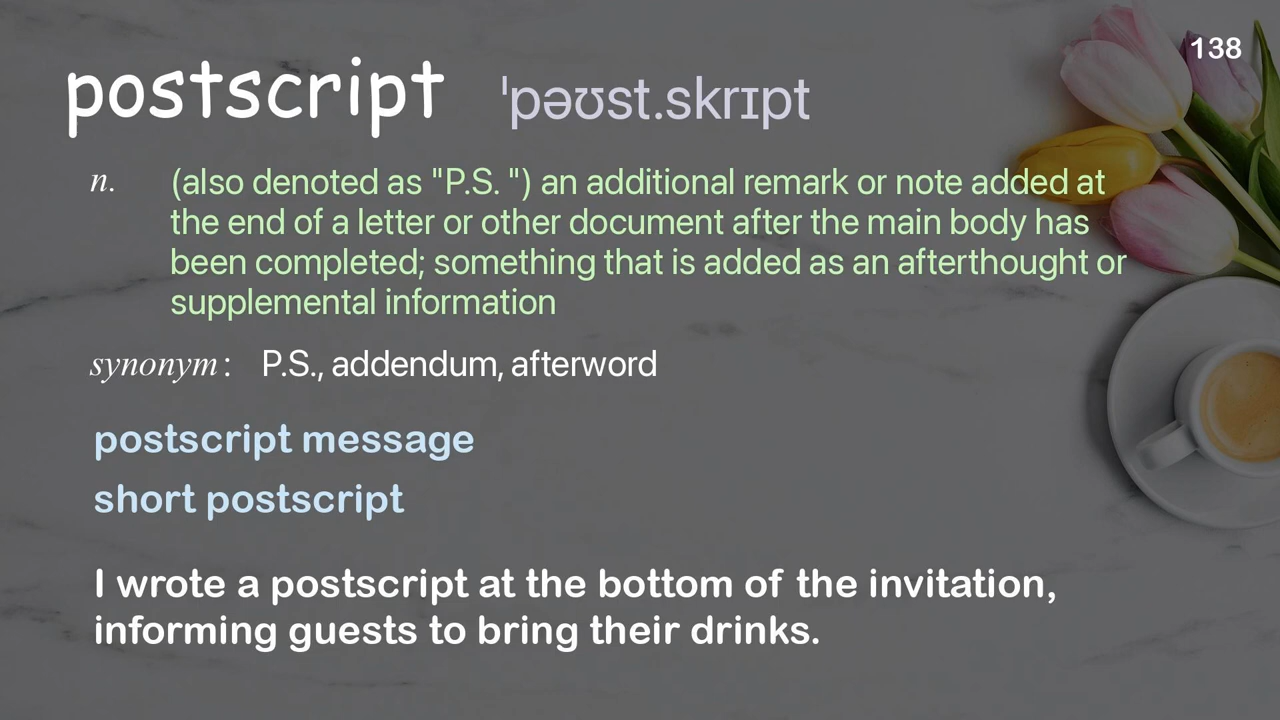 138
postscript ˈpəʊst.skrɪpt
n. (also denoted as "P.S. ") an additional remark or note added at
the end of a letter or other document after the main body has
been completed; something that is added as an afterthought or
supplemental information
synonym: P.S., addendum, afterword
postscript message
short postscript
I wrote a postscript at the bottom of the invitation,
informing guests to bring their drinks.